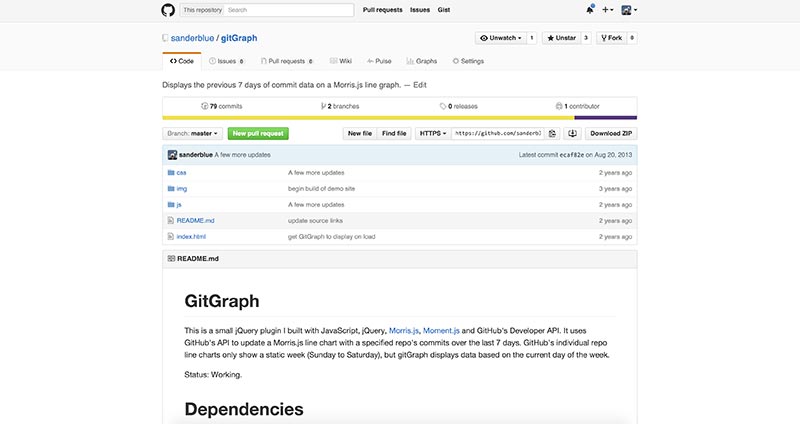 This repository Search Pull requests Issues Gist
sanderblue / gitGraph Unwatch 1 Unstar 3 Fork 0
Code Issues 0 Pull requests 0 Wiki Pulse Graphs Settings
Displays the previous 7 days of commit data on a Morris.js line graph. — Edit
79 commits 2 branches 0 releases 1 contributor
Branch: master New pull request New file Find file HTTPS https://github.com/sanderbl Download ZIP
sanderblue A few more updates Latest commit ecaf82e on Aug 20, 2013
css A few more updates 2 years ago
img begin build of demo site 3 years ago
js A few more updates 2 years ago
README.md update source links 2 years ago
index.html get GitGraph to display on load 2 years ago
README.md
GitGraph
This is a small jQuery plugin I built with JavaScript, jQuery, Morris.js, Moment.js and GitHub's Developer API. It uses
GitHub's API to update a Morris.js line chart with a specified repo's commits over the last 7 days. GitHub's individual repo
line charts only show a static week (Sunday to Saturday), but gitGraph displays data based on the current day of the week.
Status: Working.
Dependencies